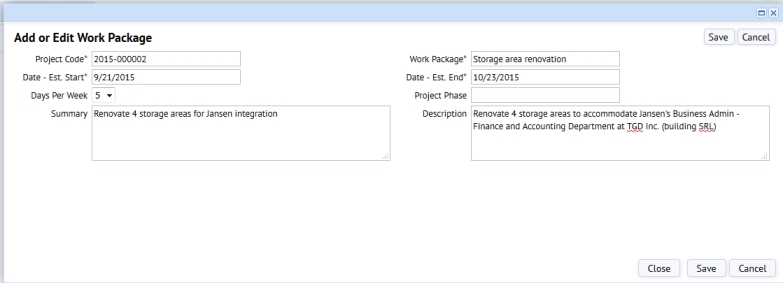 Add or Edit Work Package
Save Cancel
Project Code* 2015-000002
Work Package* Storage area renovation
Date - Est. Start* 9/21/2015
Date - Est. End* 10/23/2015
Days Per Week 5
Project Phase
Summary Renovate 4 storage areas for Jansen integration
Description Renovate 4 storage areas to accommodate Jansen's Business Admin -
Finance and Accounting Department at TGD Inc. (building SRL)
Close Save Cancel